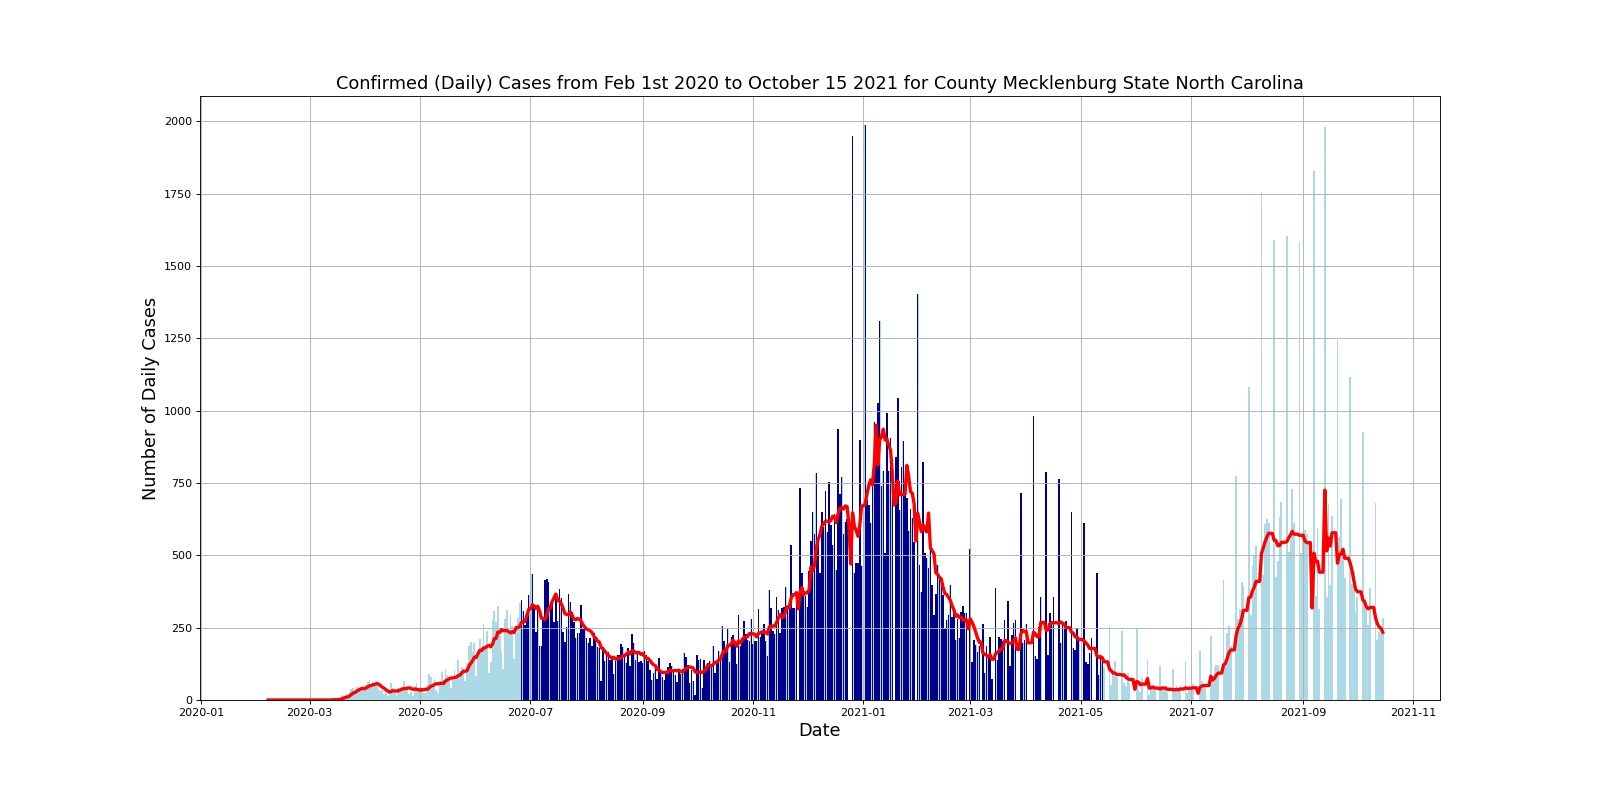 Confirmed (Daily) Cases from Feb 1st 2020 to October 15 2021 for County Mecklenburg State North Carolina
Number of Daily Cases
2000
1750
1500
1250
1000
750
500
250
0
2020-01 2020-03 2020-05 2020-07 2020-09 2020-11 2021-01 2021-03 2021-05 2021-07 2021-09 2021-11
Date